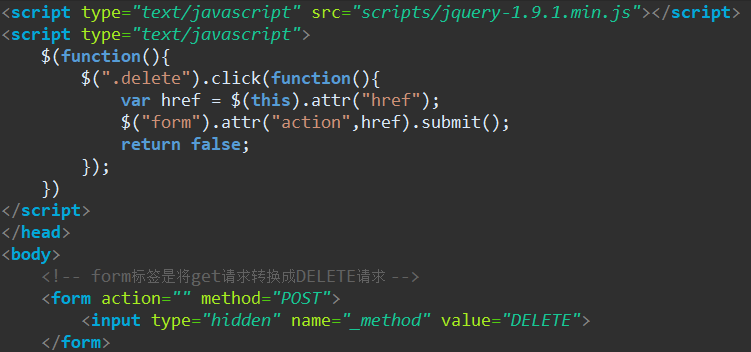 <script type="text/javascript" src="scripts/jquery-1.9.1.min.js"></script>
<script type="text/javascript">
    $(function(){
        $(".delete").click(function(){
            var href = $(this).attr("href");
            $("form").attr("action",href).submit();
            return false;
        });
    })
</script>
</head>
<body>
    <!-- form标签是将get请求转换成DELETE请求 -->
    <form action="" method="POST">
        <input type="hidden" name="_method" value="DELETE">
    </form>